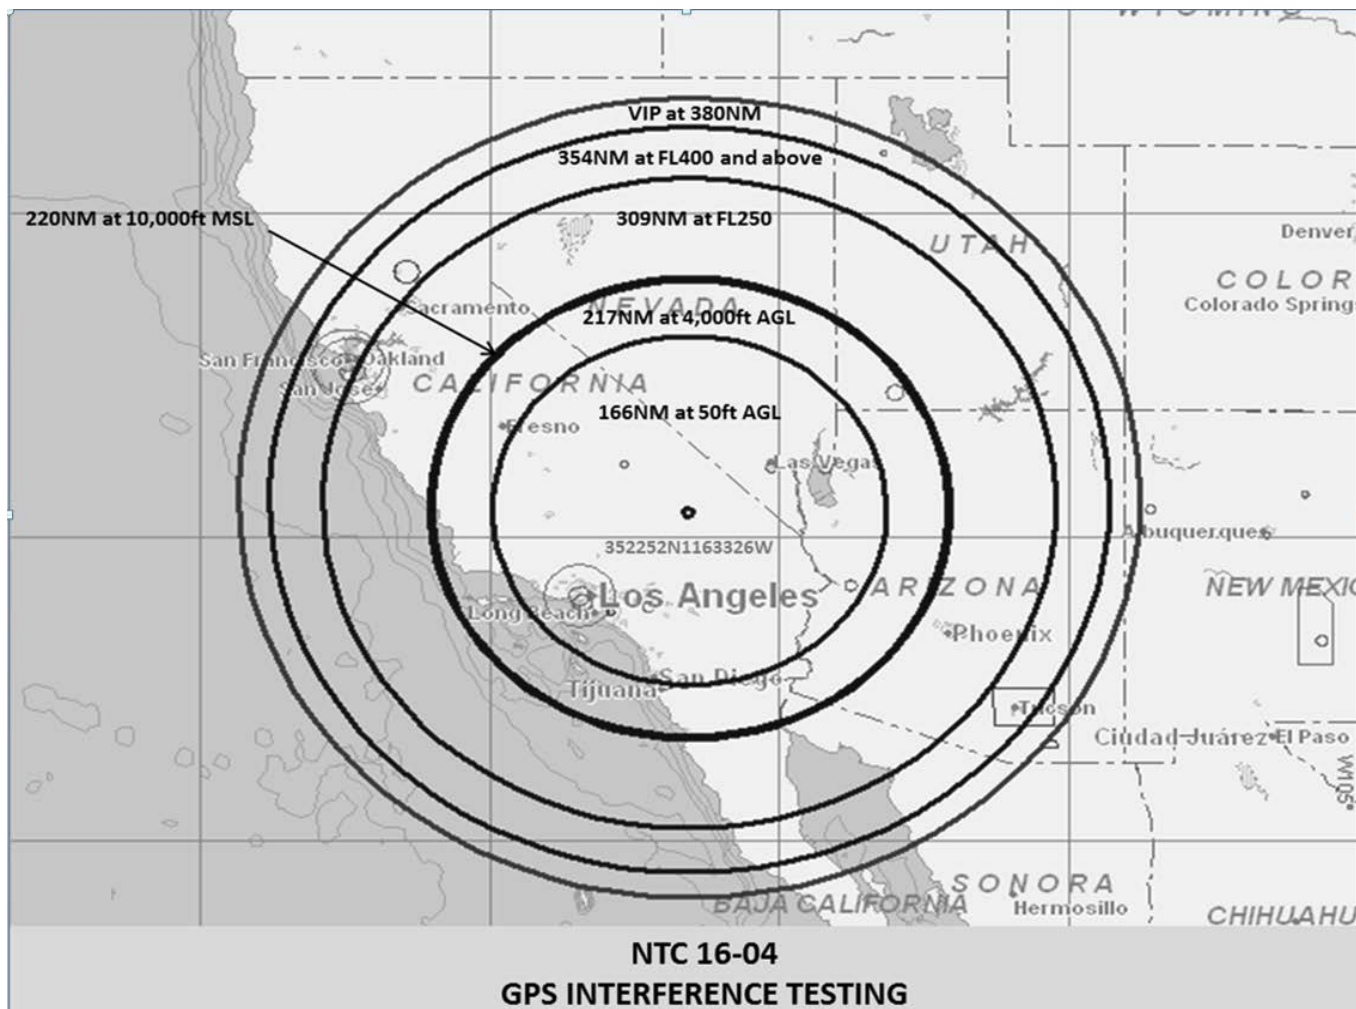 WYOMING
VIP at 380NM
354NM at FL400 and above
220NM at 10,000ft MSL
309NM at FL250
Denver
UTAH
COLOR
Colorado Springs
Sacramento
NEVADA
217NM at 4,000ft AGL
San Francisco
Oakland
San Jose
CALIFORNIA
166NM at 50ft AGL
Fresno
Las Vegas
Albuquerque
352252N1163326W
Los Angeles
ARIZONA
NEW MEXIC
Long Beach
Phoenix
San Diego
Tijuana
Tucson
Ciudad Juárez
El Paso
W105
SONORA
BAJA CALIFORNIA
Hermosillo
CHIHUAHU
NTC 16-04
GPS INTERFERENCE TESTING